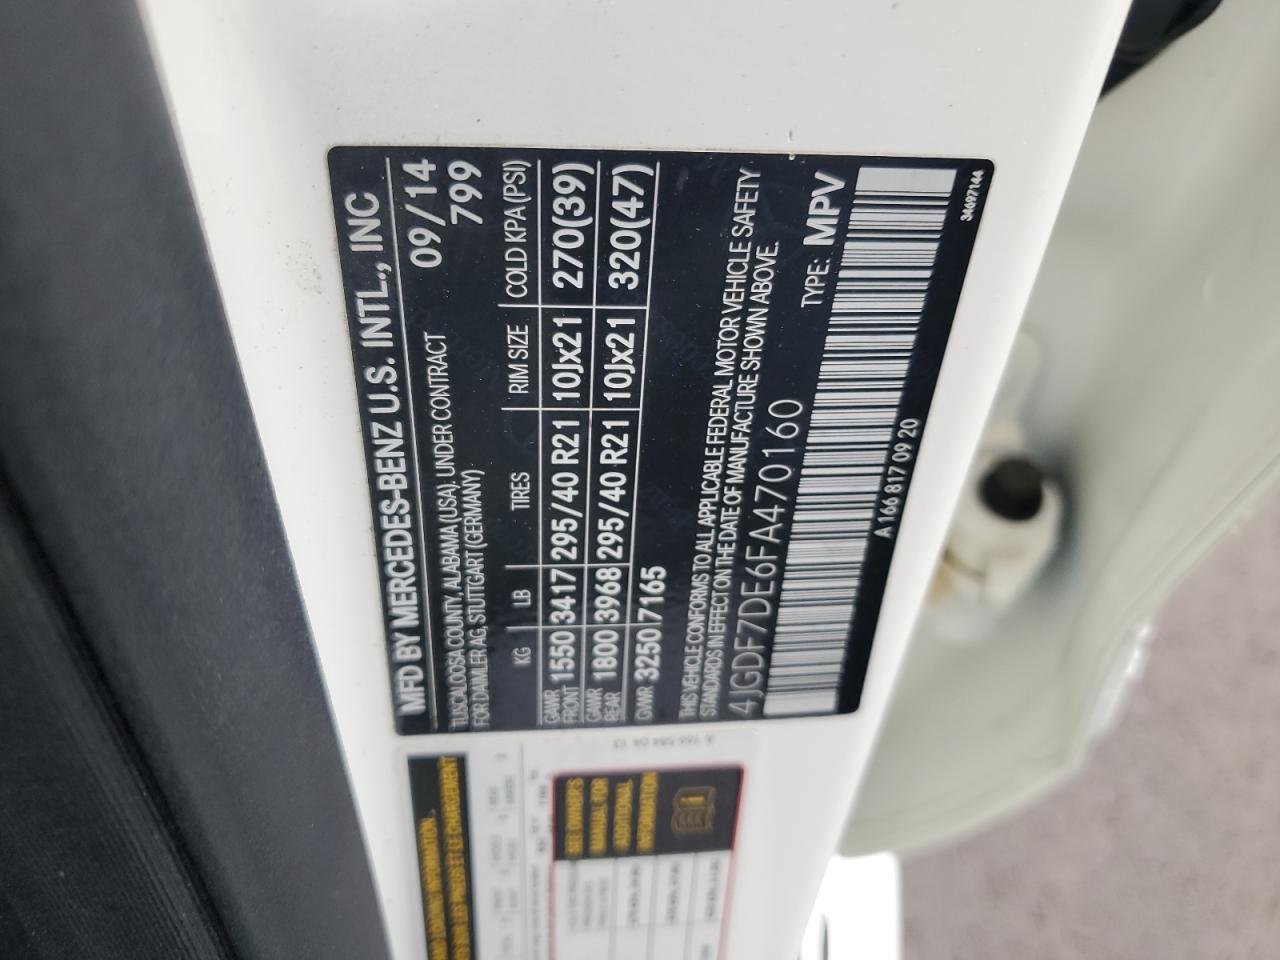 MFD BY MERCEDES-BENZ U.S. INTL., INC
TUSCALOOSA COUNTY, ALABAMA (USA). UNDER CONTRACT 09/14
FOR DAIMLER AG, STUTTGART (GERMANY) 799
KG LB TIRES RIM SIZE COLD KPA (PSI)
GAWR FRONT 1550 3417 295/40 R21 10Jx21 270(39)
GAWR REAR 1800 3968 295/40 R21 10Jx21 320(47)
GVWR 3250 7165
THIS VEHICLE CONFORMS TO ALL APPLICABLE FEDERAL MOTOR VEHICLE SAFETY
STANDARDS IN EFFECT ON THE DATE OF MANUFACTURE SHOWN ABOVE.
4JGDF7DE6FA470160 TYPE: MPV
A 166 817 09 20
34697144
SEE OWNER'S
MANUAL FOR
ADDITIONAL
INFORMATION